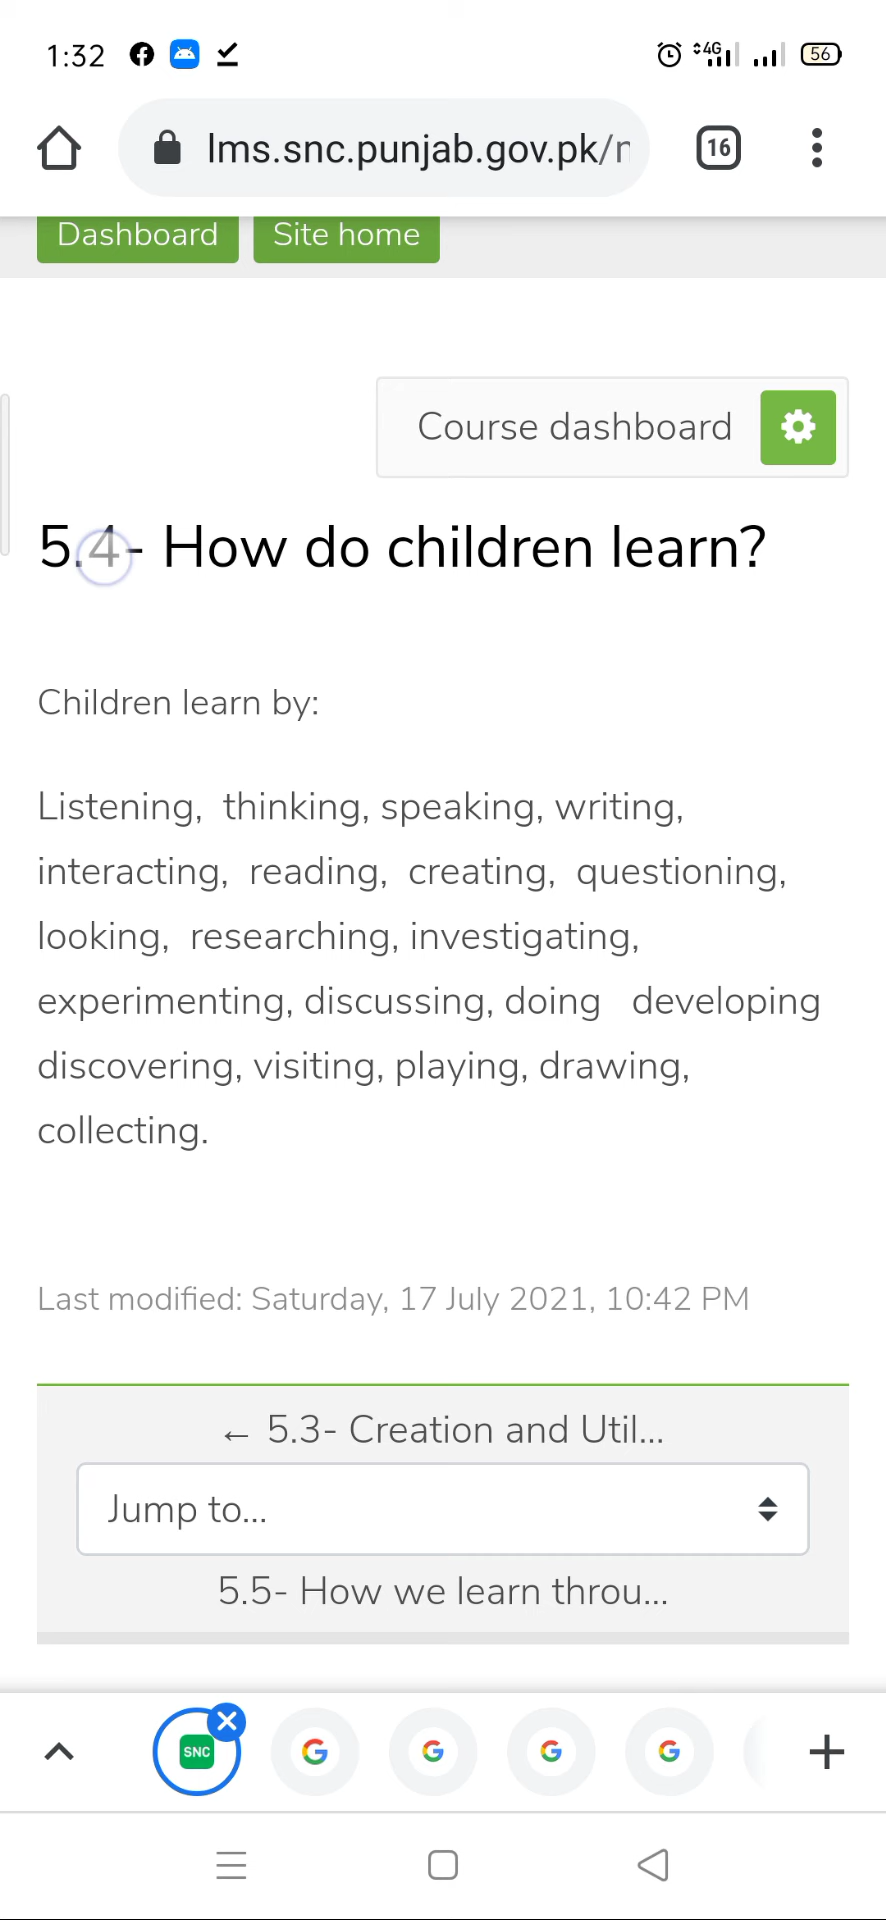 1:32
4G
56
lms.snc.punjab.gov.pk/
16
Dashboard
Site home
Course dashboard
5.4- How do children learn?
Children learn by:
Listening, thinking, speaking, writing,
interacting, reading, creating, questioning,
looking, researching, investigating,
experimenting, discussing, doing developing
discovering, visiting, playing, drawing,
collecting.
Last modified: Saturday, 17 July 2021, 10:42 PM
← 5.3- Creation and Util...
Jump to...
5.5- How we learn throu...
SNC